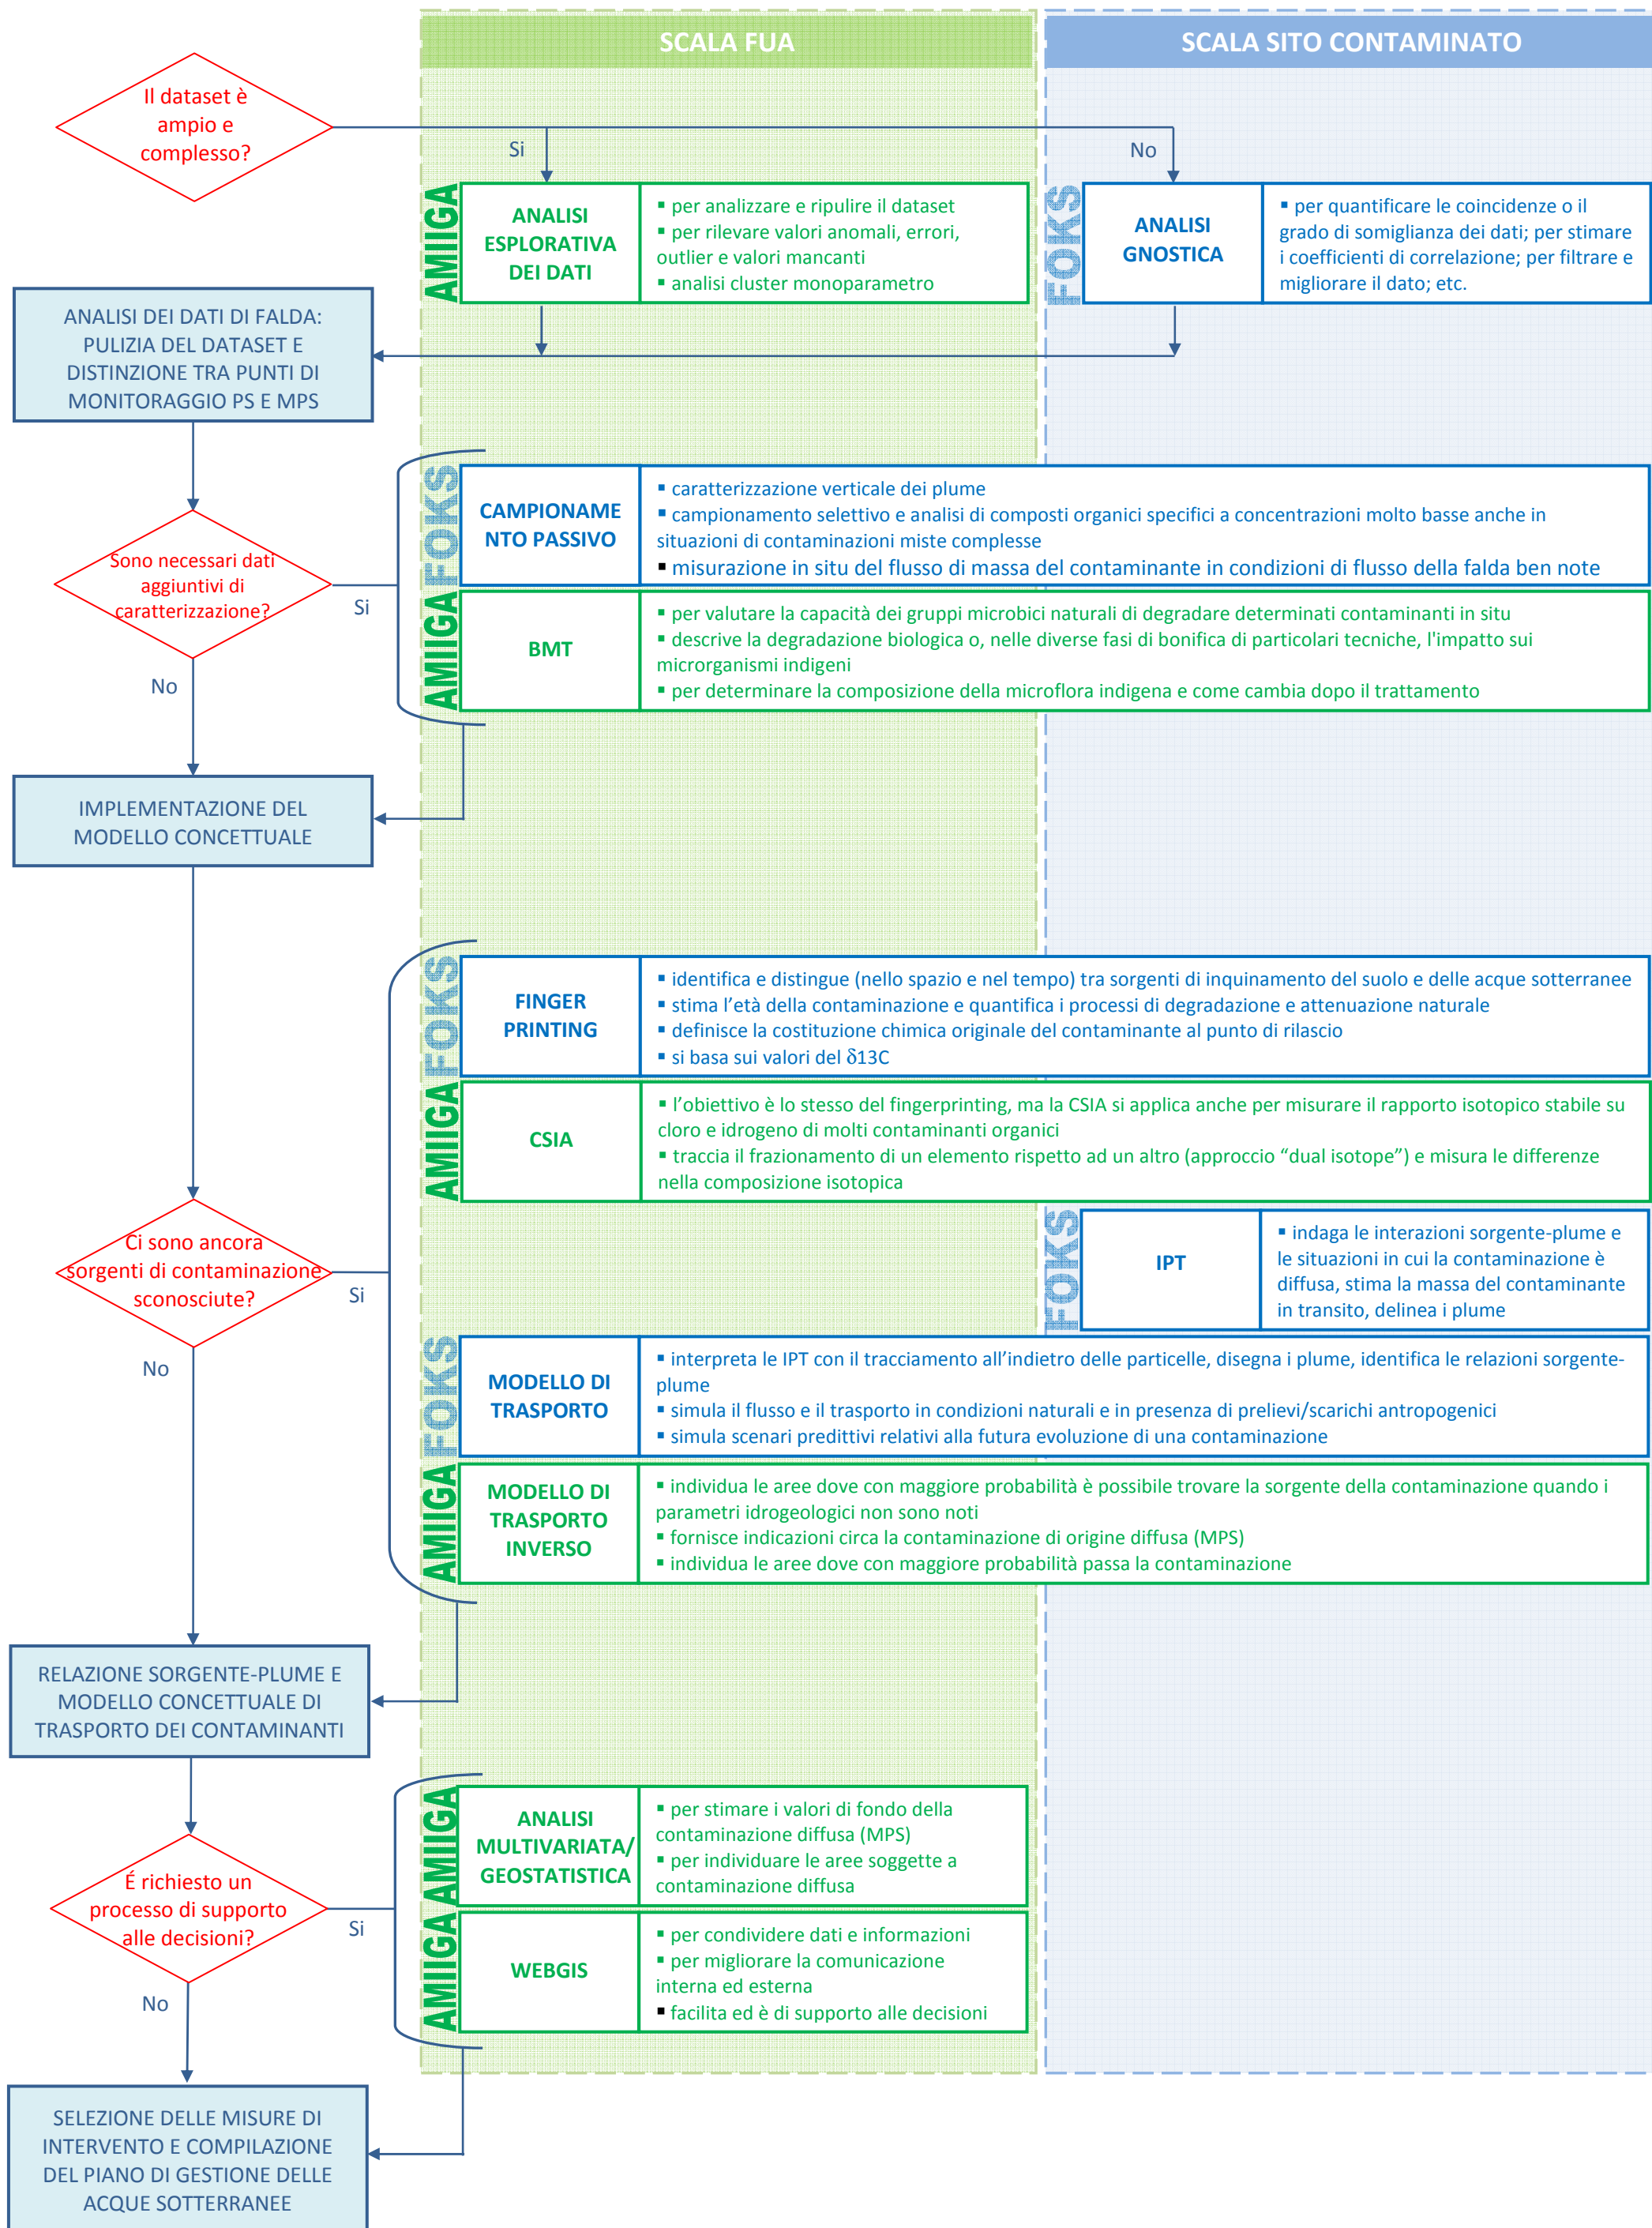 SCALA FUA
SCALA SITO CONTAMINATO
Il dataset è
ampio e
complesso?
Si
No
AMIIGA
ANALISI
ESPLORATIVA
DEI DATI
▪ per analizzare e ripulire il dataset
▪ per rilevare valori anomali, errori,
outlier e valori mancanti
▪ analisi cluster monoparametro
FOKS
ANALISI
GNOSTICA
▪ per quantificare le coincidenze o il
grado di somiglianza dei dati; per stimare
i coefficienti di correlazione; per filtrare e
migliorare il dato; etc.
ANALISI DEI DATI DI FALDA:
PULIZIA DEL DATASET E
DISTINZIONE TRA PUNTI DI
MONITORAGGIO PS E MPS
Sono necessari dati
aggiuntivi di
caratterizzazione?
Si
No
FOKS
CAMPIONAME
NTO PASSIVO
▪ caratterizzazione verticale dei plume
▪ campionamento selettivo e analisi di composti organici specifici a concentrazioni molto basse anche in
situazioni di contaminazioni miste complesse
▪ misurazione in situ del flusso di massa del contaminante in condizioni di flusso della falda ben note
AMIIGA
BMT
▪ per valutare la capacità dei gruppi microbici naturali di degradare determinati contaminanti in situ
▪ descrive la degradazione biologica o, nelle diverse fasi di bonifica di particolari tecniche, l'impatto sui
microrganismi indigeni
▪ per determinare la composizione della microflora indigena e come cambia dopo il trattamento
IMPLEMENTAZIONE DEL
MODELLO CONCETTUALE
FOKS
FINGER
PRINTING
▪ identifica e distingue (nello spazio e nel tempo) tra sorgenti di inquinamento del suolo e delle acque sotterranee
▪ stima l’età della contaminazione e quantifica i processi di degradazione e attenuazione naturale
▪ definisce la costituzione chimica originale del contaminante al punto di rilascio
▪ si basa sui valori del δ13C
AMIIGA
CSIA
▪ l’obiettivo è lo stesso del fingerprinting, ma la CSIA si applica anche per misurare il rapporto isotopico stabile su
cloro e idrogeno di molti contaminanti organici
▪ traccia il frazionamento di un elemento rispetto ad un altro (approccio “dual isotope”) e misura le differenze
nella composizione isotopica
Ci sono ancora
sorgenti di contaminazione
sconosciute?
Si
No
FOKS
IPT
▪ indaga le interazioni sorgente-plume e
le situazioni in cui la contaminazione è
diffusa, stima la massa del contaminante
in transito, delinea i plume
FOKS
MODELLO DI
TRASPORTO
▪ interpreta le IPT con il tracciamento all’indietro delle particelle, disegna i plume, identifica le relazioni sorgente-
plume
▪ simula il flusso e il trasporto in condizioni naturali e in presenza di prelievi/scarichi antropogenici
▪ simula scenari predittivi relativi alla futura evoluzione di una contaminazione
AMIIGA
MODELLO DI
TRASPORTO
INVERSO
▪ individua le aree dove con maggiore probabilità è possibile trovare la sorgente della contaminazione quando i
parametri idrogeologici non sono noti
▪ fornisce indicazioni circa la contaminazione di origine diffusa (MPS)
▪ individua le aree dove con maggiore probabilità passa la contaminazione
RELAZIONE SORGENTE-PLUME E
MODELLO CONCETTUALE DI
TRASPORTO DEI CONTAMINANTI
É richiesto un
processo di supporto
alle decisioni?
Si
No
AMIIGA
ANALISI
MULTIVARIATA/
GEOSTATISTICA
▪ per stimare i valori di fondo della
contaminazione diffusa (MPS)
▪ per individuare le aree soggette a
contaminazione diffusa
AMIIGA
WEBGIS
▪ per condividere dati e informazioni
▪ per migliorare la comunicazione
interna ed esterna
▪ facilita ed è di supporto alle decisioni
SELEZIONE DELLE MISURE DI
INTERVENTO E COMPILAZIONE
DEL PIANO DI GESTIONE DELLE
ACQUE SOTTERRANEE